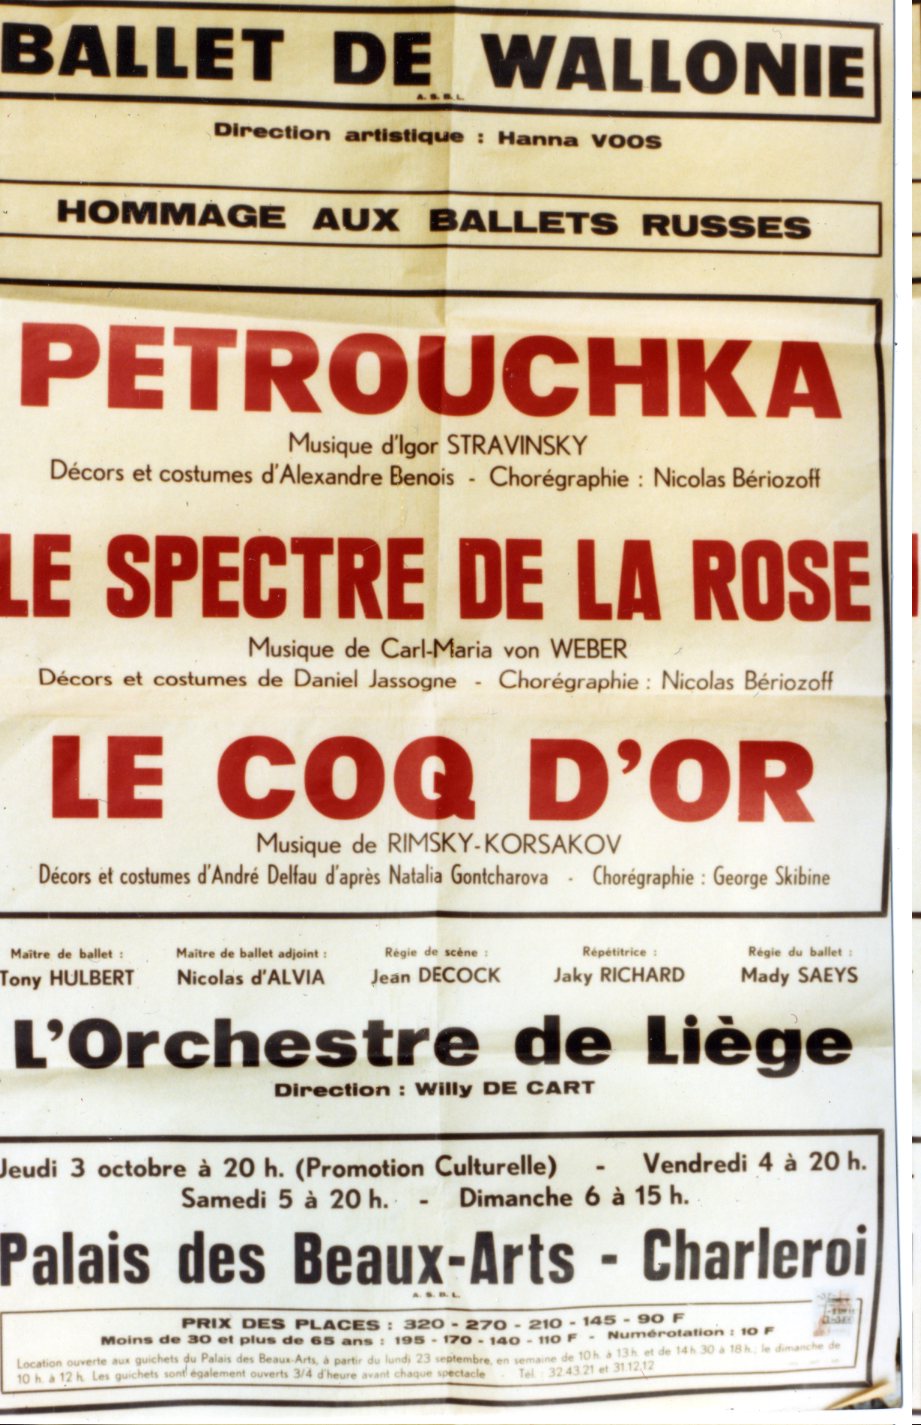 BALLET DE WALLONIE
A. S. B. L.
Direction artistique : Hanna VOOS
HOMMAGE AUX BALLETS RUSSES
PETROUCHKA
Musique d'Igor STRAVINSKY
Décors et costumes d'Alexandre Benois - Chorégraphie : Nicolas Bériozoff
LE SPECTRE DE LA ROSE
Musique de Carl-Maria von WEBER
Décors et costumes de Daniel Jassogne - Chorégraphie : Nicolas Bériozoff
LE COQ D'OR
Musique de RIMSKY-KORSAKOV
Décors et costumes d'André Delfau d'après Natalia Gontcharova - Chorégraphie : George Skibine
Maître de ballet : Maître de ballet adjoint : Régie de scène : Répétitrice : Régie du ballet :
Tony HULBERT Nicolas d'ALVIA Jean DECOCK Jaky RICHARD Mady SAEYS
L'Orchestre de Liège
Direction : Willy DE CART
Jeudi 3 octobre à 20 h. (Promotion Culturelle) - Vendredi 4 à 20 h.
Samedi 5 à 20 h. - Dimanche 6 à 15 h.
Palais des Beaux-Arts - Charleroi
A. S. B. L.
PRIX DES PLACES : 320 - 270 - 210 - 145 - 90 F
Moins de 30 et plus de 65 ans : 195 - 170 - 140 - 110 F - Numérotation : 10 F
Location ouverte aux guichets du Palais des Beaux-Arts, à partir du lundi 23 septembre, en semaine de 10 h. à 13 h. et de 14 h. 30 à 18 h.; le dimanche de
10 h. à 12 h. Les guichets sont également ouverts 3/4 d'heure avant chaque spectacle - Tél. : 32.43.21 et 31.12.12